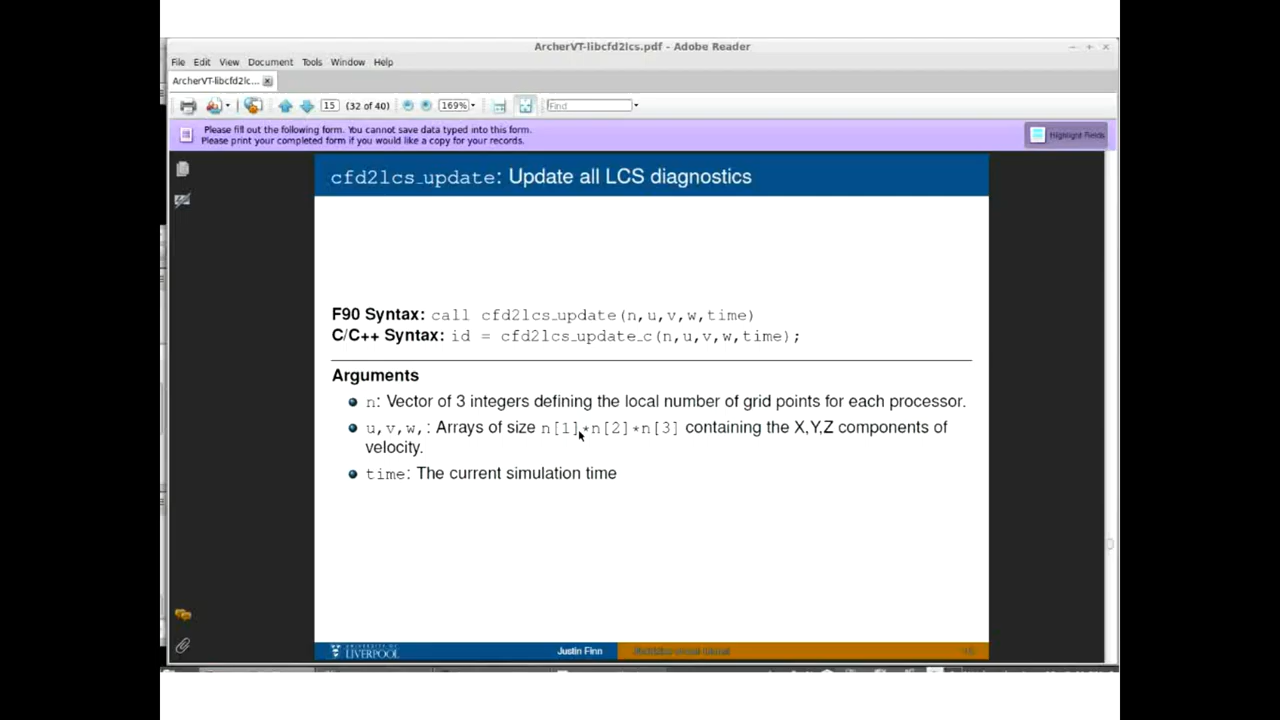 ArcherVT-libcfd2lcs.pdf - Adobe Reader
File Edit View Document Tools Window Help
ArcherVT-libcfd2lc...
15 (32 of 40) 169% Find
Please fill out the following form. You cannot save data typed into this form.
Please print your completed form if you would like a copy for your records.
Highlight Fields
cfd2lcs_update: Update all LCS diagnostics
F90 Syntax: call cfd2lcs_update(n,u,v,w,time)
C/C++ Syntax: id = cfd2lcs_update_c(n,u,v,w,time);
Arguments
n: Vector of 3 integers defining the local number of grid points for each processor.
u,v,w,: Arrays of size n[1]*n[2]*n[3] containing the X,Y,Z components of
velocity.
time: The current simulation time
UNIVERSITY OF
LIVERPOOL
Justin Finn